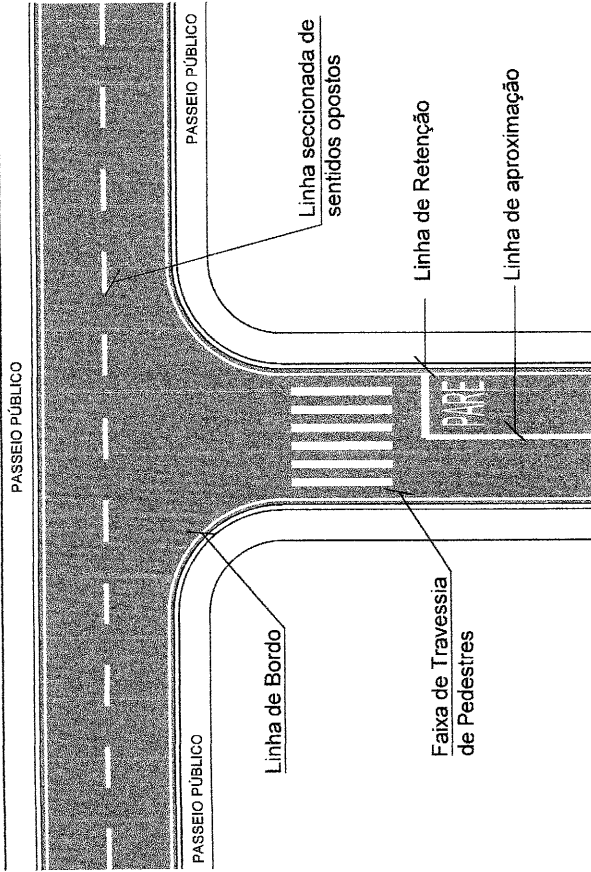 PASSEIO PÚBLICO
PASSEIO PÚBLICO
PASSEIO PÚBLICO
Linha seccionada de
sentidos opostos
Linha de Retenção
Linha de aproximação
PARE
Linha de Bordo
Faixa de Travessia
de Pedestres